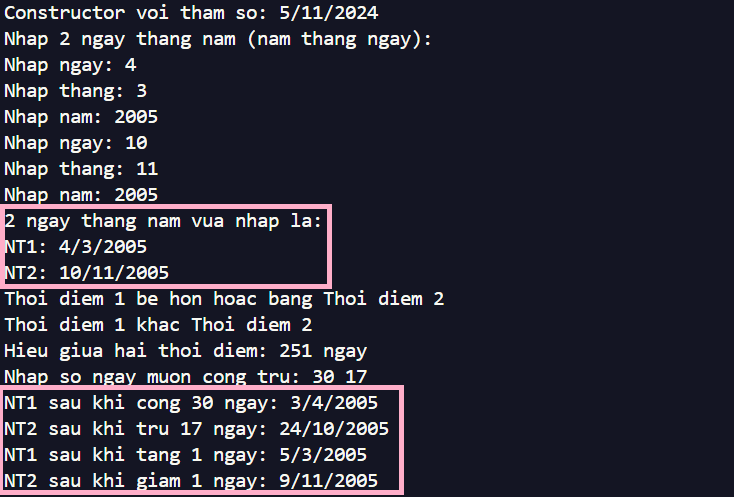 Constructor voi tham so: 5/11/2024
Nhap 2 ngay thang nam (nam thang ngay):
Nhap ngay: 4
Nhap thang: 3
Nhap nam: 2005
Nhap ngay: 10
Nhap thang: 11
Nhap nam: 2005
2 ngay thang nam vua nhap la:
NT1: 4/3/2005
NT2: 10/11/2005
Thoi diem 1 be hon hoac bang Thoi diem 2
Thoi diem 1 khac Thoi diem 2
Hieu giua hai thoi diem: 251 ngay
Nhap so ngay muon cong tru: 30 17
NT1 sau khi cong 30 ngay: 3/4/2005
NT2 sau khi tru 17 ngay: 24/10/2005
NT1 sau khi tang 1 ngay: 5/3/2005
NT2 sau khi giam 1 ngay: 9/11/2005